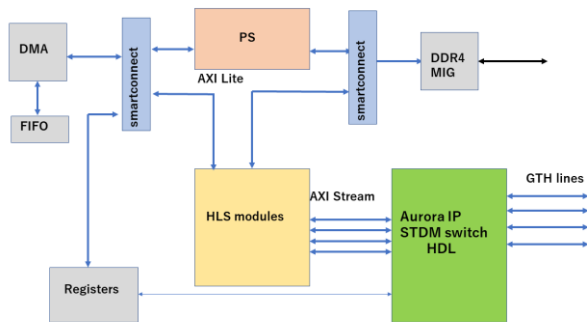 DMA
FIFO
smartconnect
PS
AXI Lite
smartconnect
DDR4
MIG
HLS modules
AXI Stream
GTH lines
Aurora IP
STDM switch
HDL
Registers